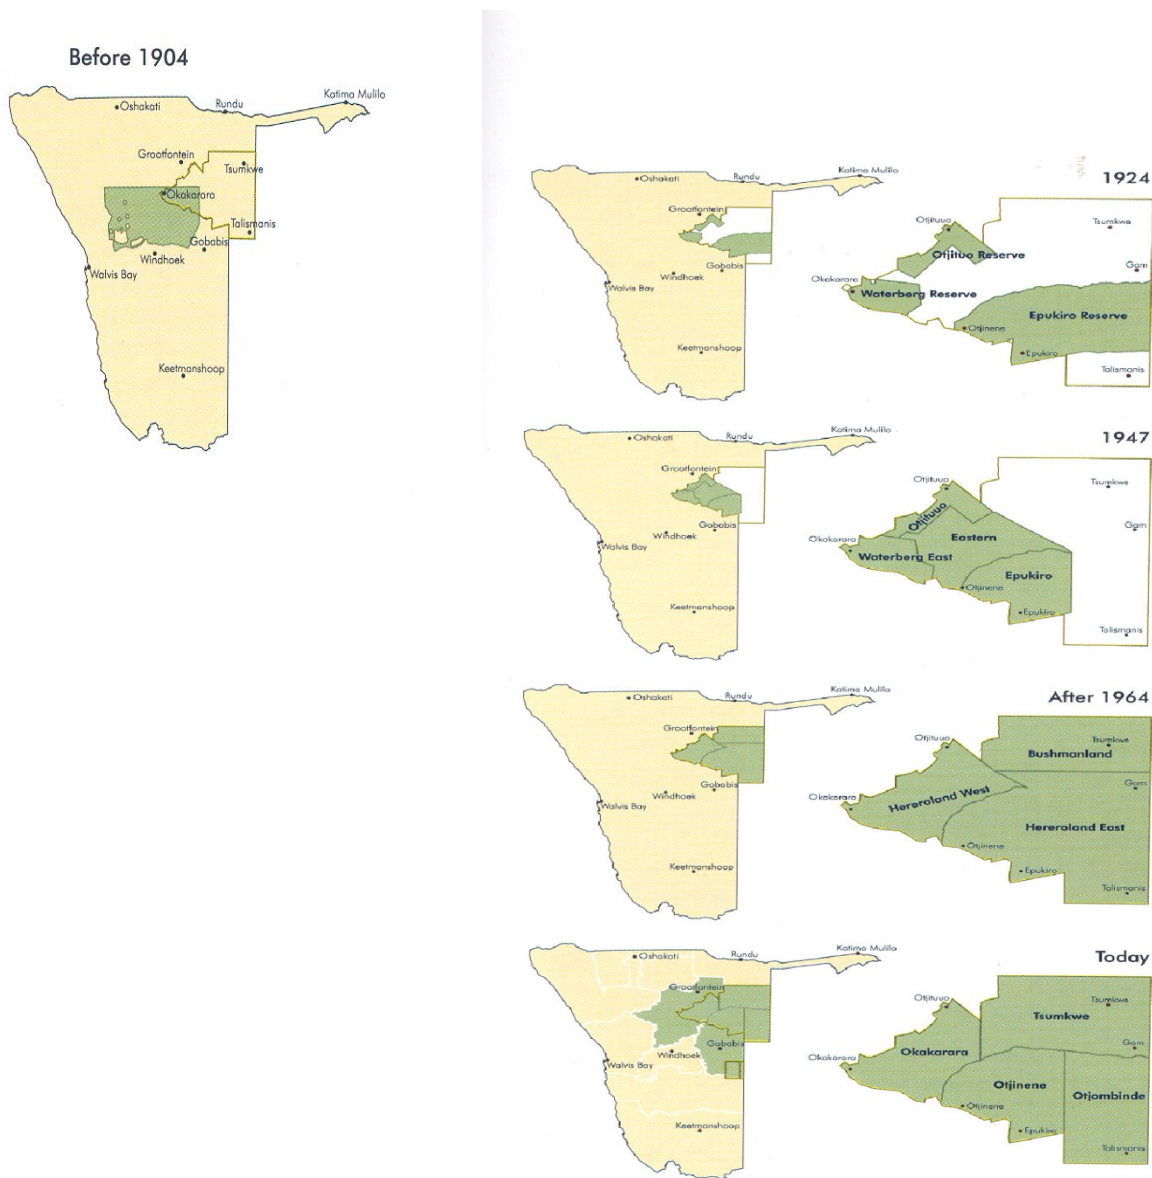 Before 1904
Katima Mulilo
Oshakati
Rundu
Grootfontein
Tsumkwe
Okakarara
Talismanis
Gobabis
Windhoek
Walvis Bay
Keetmanshoop
1924
Katima Mulilo
Oshakati
Rundu
Grootfontein
Gobabis
Windhoek
Walvis Bay
Keetmanshoop
Otjituuo
Tsumkwe
Otjituo Reserve
Gam
Okakarara
Waterberg Reserve
Epukiro Reserve
Otjinene
Epukiro
Talismanis
1947
Katima Mulilo
Oshakati
Rundu
Grootfontein
Gobabis
Windhoek
Walvis Bay
Keetmanshoop
Otjituuo
Tsumkwe
Otjituuo
Gam
Okakarara
Eastern
Waterberg East
Epukiro
Otjinene
Epukiro
Talismanis
After 1964
Katima Mulilo
Oshakati
Rundu
Grootfontein
Gobabis
Windhoek
Walvis Bay
Keetmanshoop
Otjituuo
Tsumkwe
Bushmanland
Gam
Okakarara
Hereroland West
Hereroland East
Otjinene
Epukiro
Talismanis
Today
Katima Mulilo
Oshakati
Rundu
Grootfontein
Gobabis
Windhoek
Walvis Bay
Keetmanshoop
Otjituuo
Tsumkwe
Tsumkwe
Gam
Okakarara
Okakarara
Otjinene
Otjombinde
Otjinene
Epukiro
Talismanis